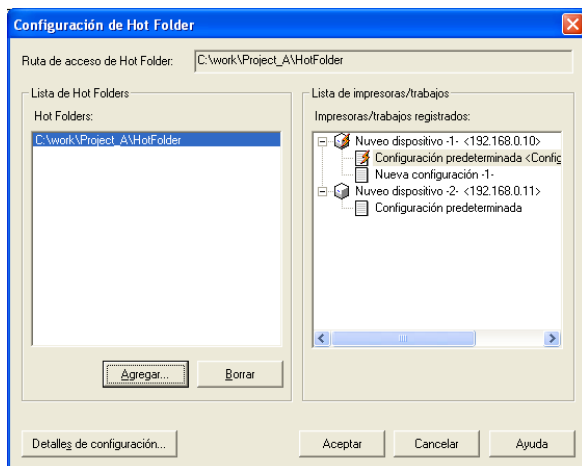 Configuración de Hot Folder
Ruta de acceso de Hot Folder: C:\work\Project_A\HotFolder
Lista de Hot Folders
Hot Folders:
C:\work\Project_A\HotFolder
Agregar...
Borrar
Lista de impresoras/trabajos
Impresoras/trabajos registrados:
Nuveo dispositivo -1- <192.168.0.10>
Configuración predeterminada <Config
Nueva configuración -1-
Nuveo dispositivo -2- <192.168.0.11>
Configuración predeterminada
Detalles de configuración...
Aceptar
Cancelar
Ayuda